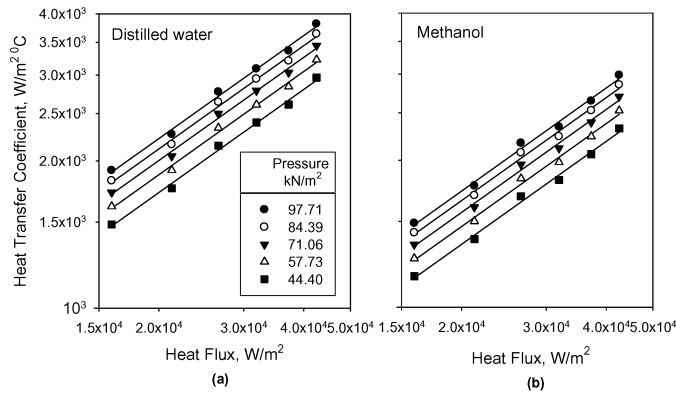 4.0x10³
3.5x10³
3.0x10³
2.5x10³
2.0x10³
1.5x10³
10³
Heat Transfer Coefficient, W/m² ⁰C
Distilled water
Pressure
kN/m²
97.71
84.39
71.06
57.73
44.40
1.5x10⁴ 2.0x10⁴ 3.0x10⁴ 4.0x10⁴ 5.0x10⁴
Heat Flux, W/m²
(a)
Methanol
1.5x10⁴ 2.0x10⁴ 3.0x10⁴ 4.0x10⁴ 5.0x10⁴
Heat Flux, W/m²
(b)